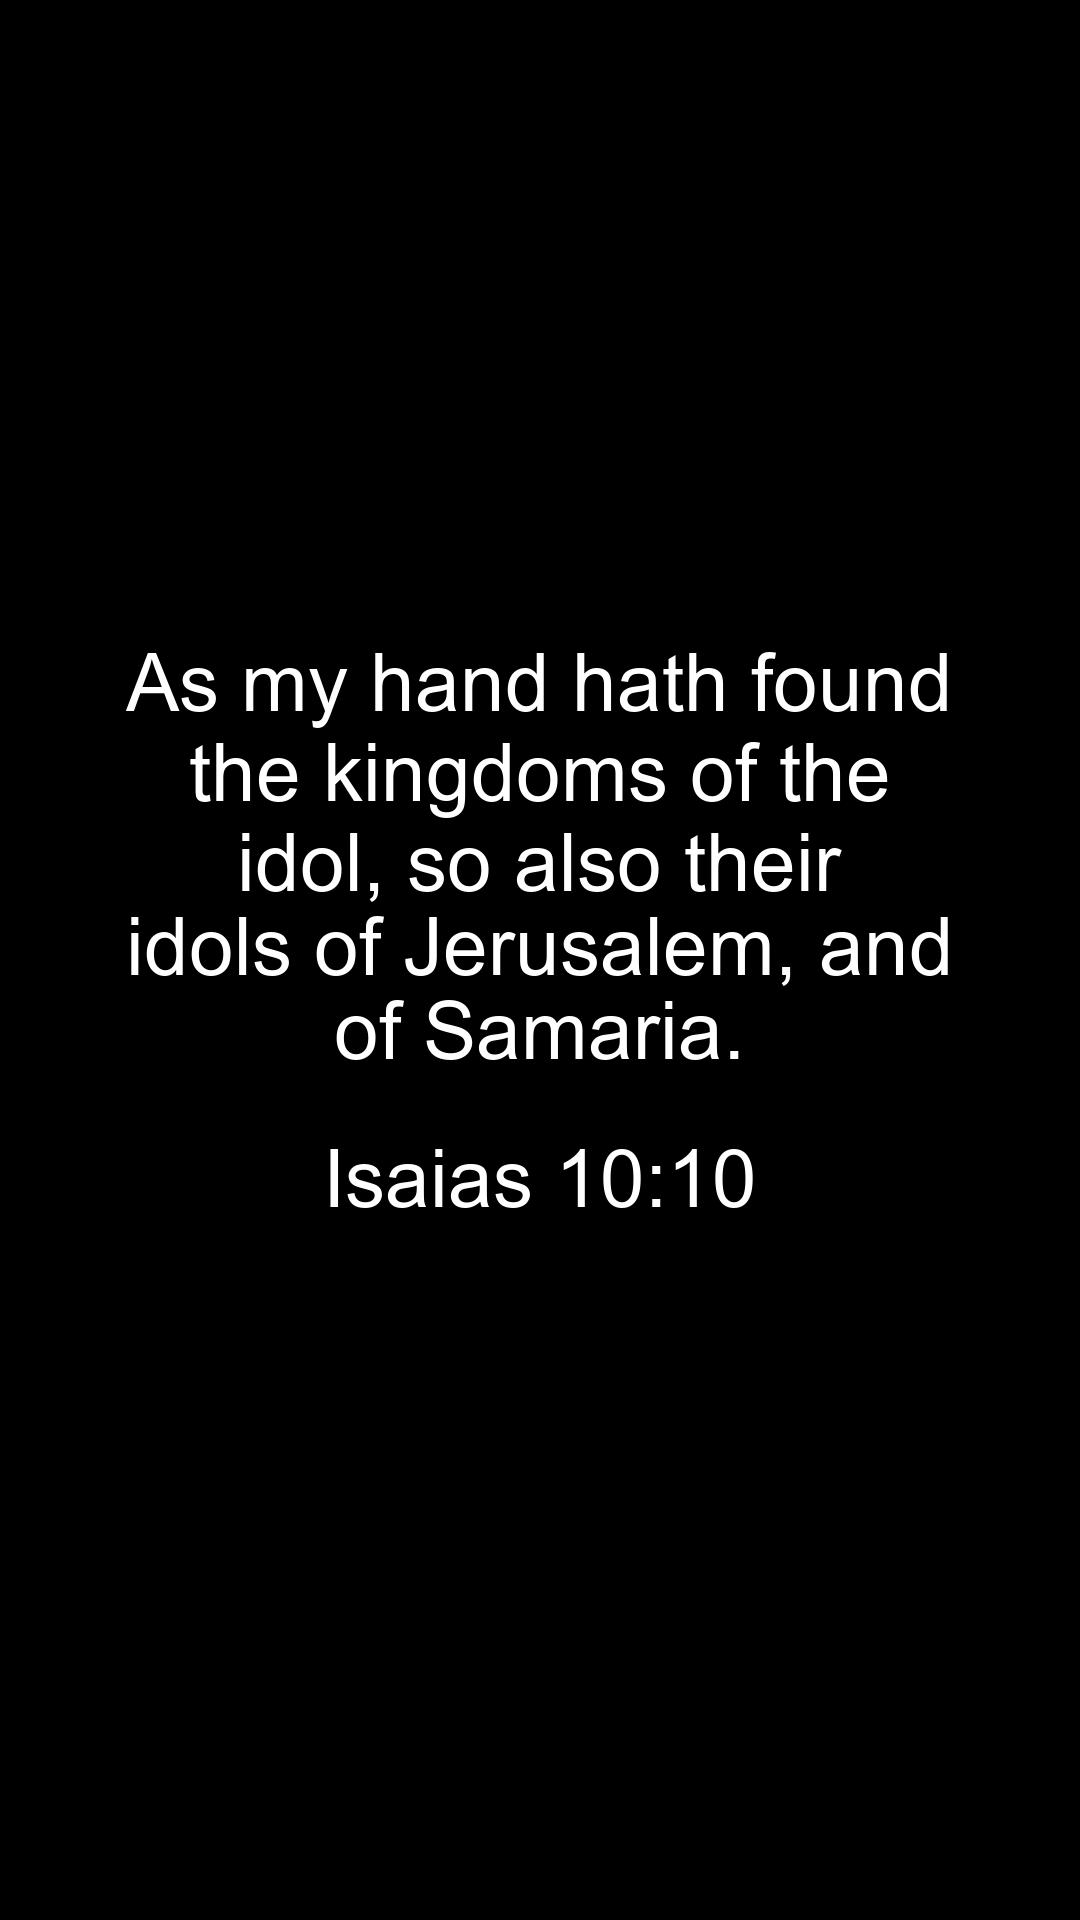 As my hand hath found
the kingdoms of the
idol, so also their
idols of Jerusalem, and
of Samaria.
Isaias 10:10